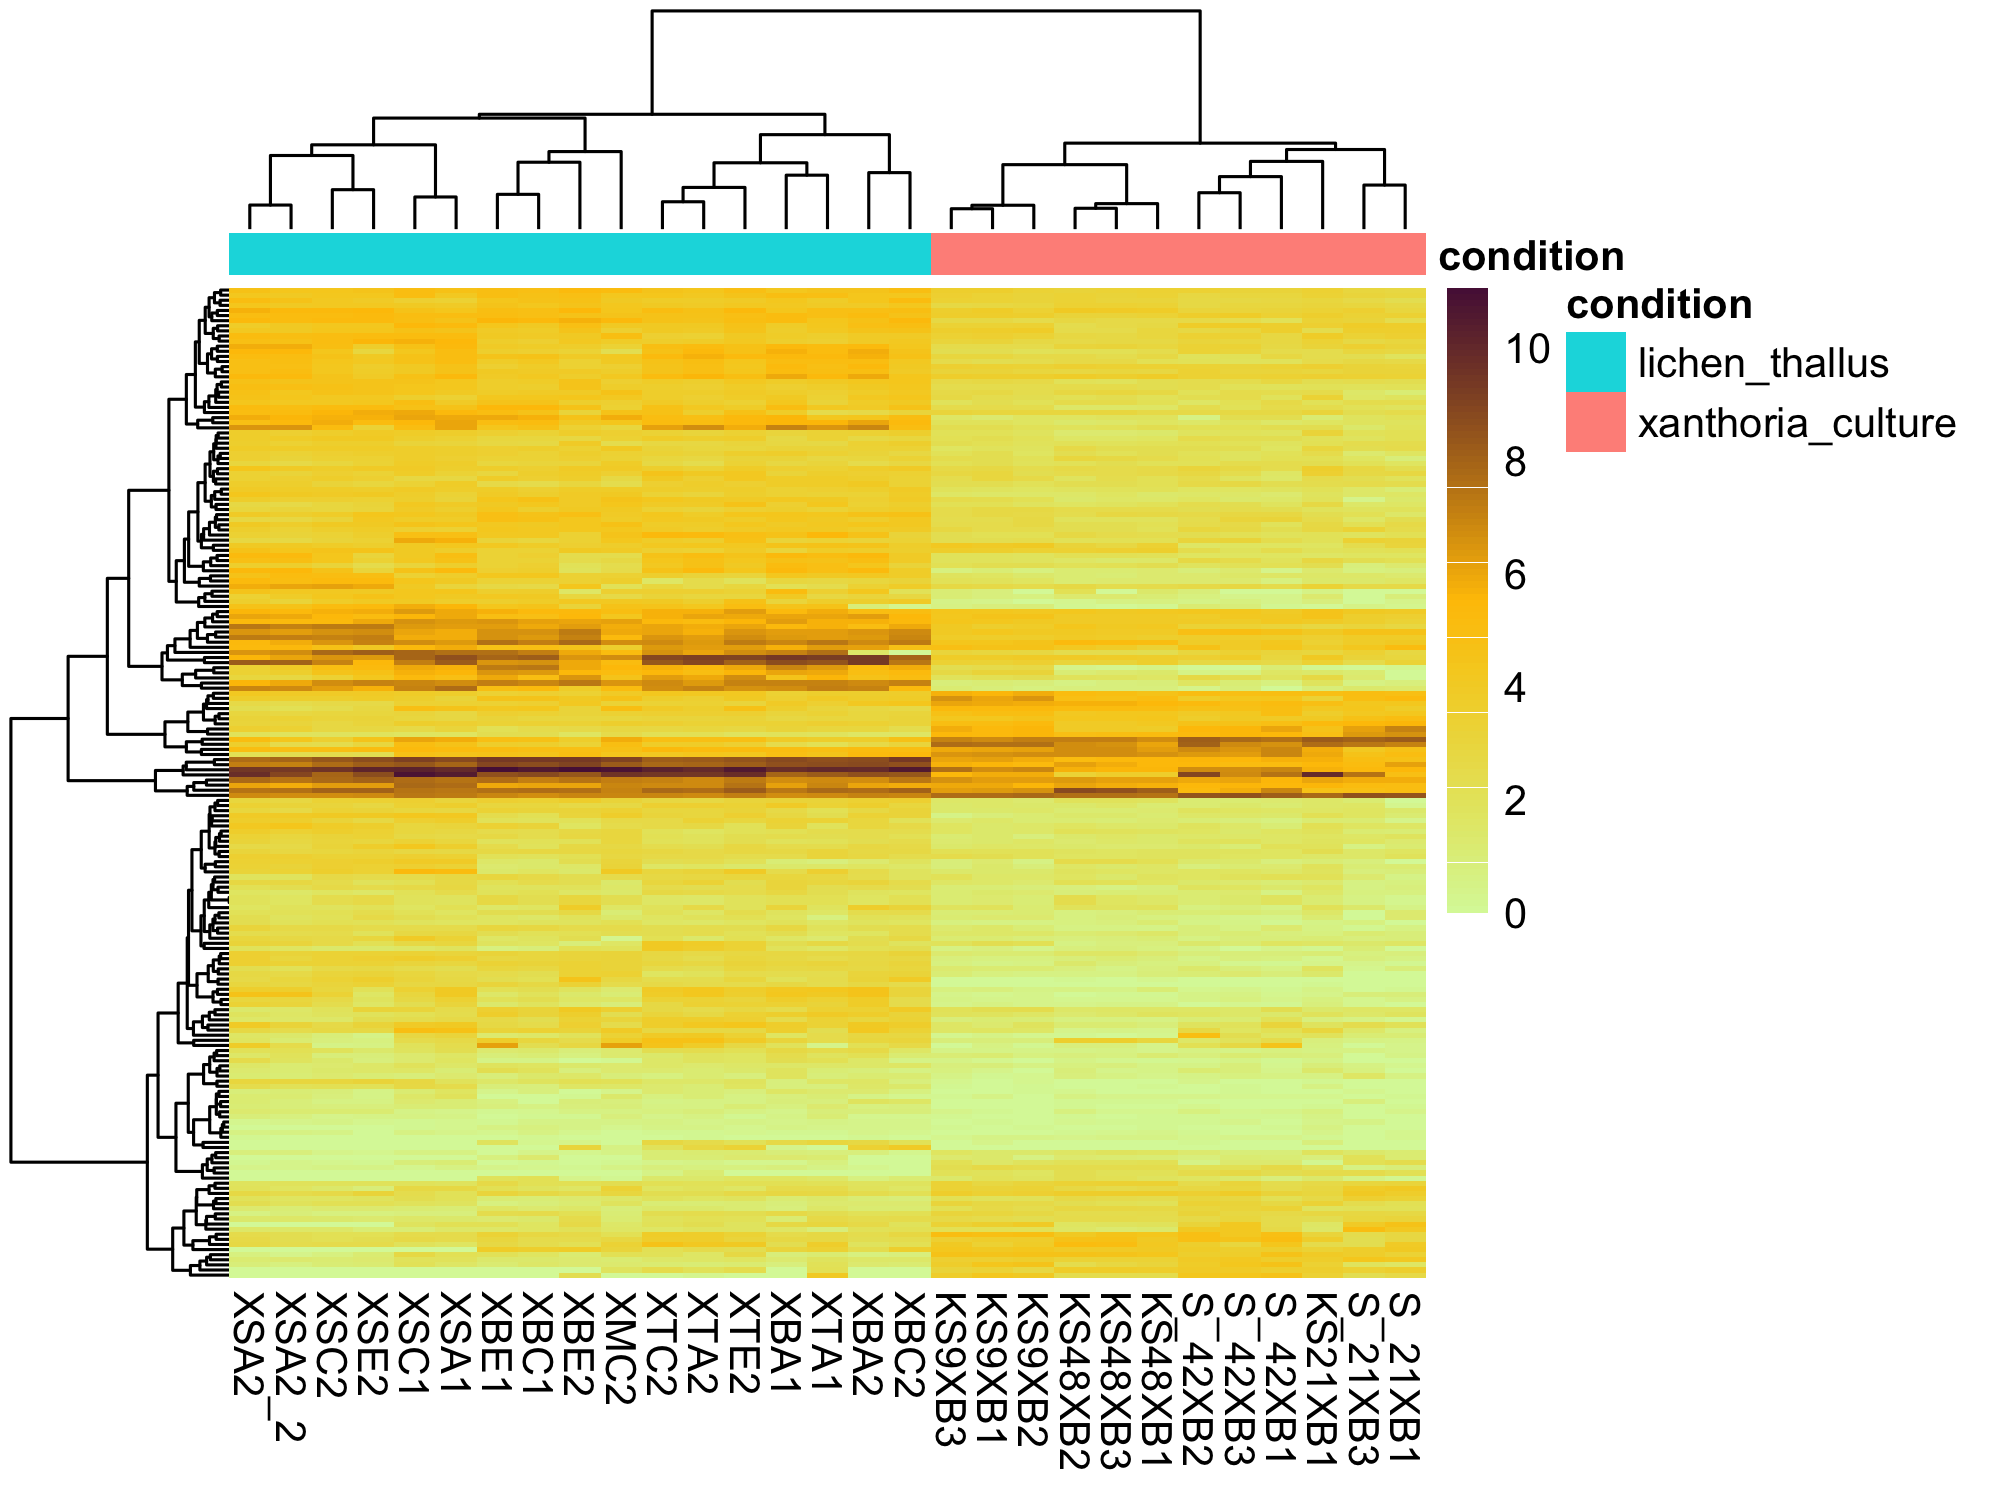 condition
condition
lichen_thallus
xanthoria_culture
10
8
6
4
2
0
XSA2
XSA2_2
XSC2
XSE2
XSC1
XSA1
XBE1
XBC1
XBE2
XMC2
XTC2
XTA2
XTE2
XBA1
XTA1
XBA2
XBC2
KS9XB3
KS9XB1
KS9XB2
KS48XB2
KS48XB3
KS48XB1
S_42XB2
S_42XB3
S_42XB1
KS21XB1
S_21XB3
S_21XB1